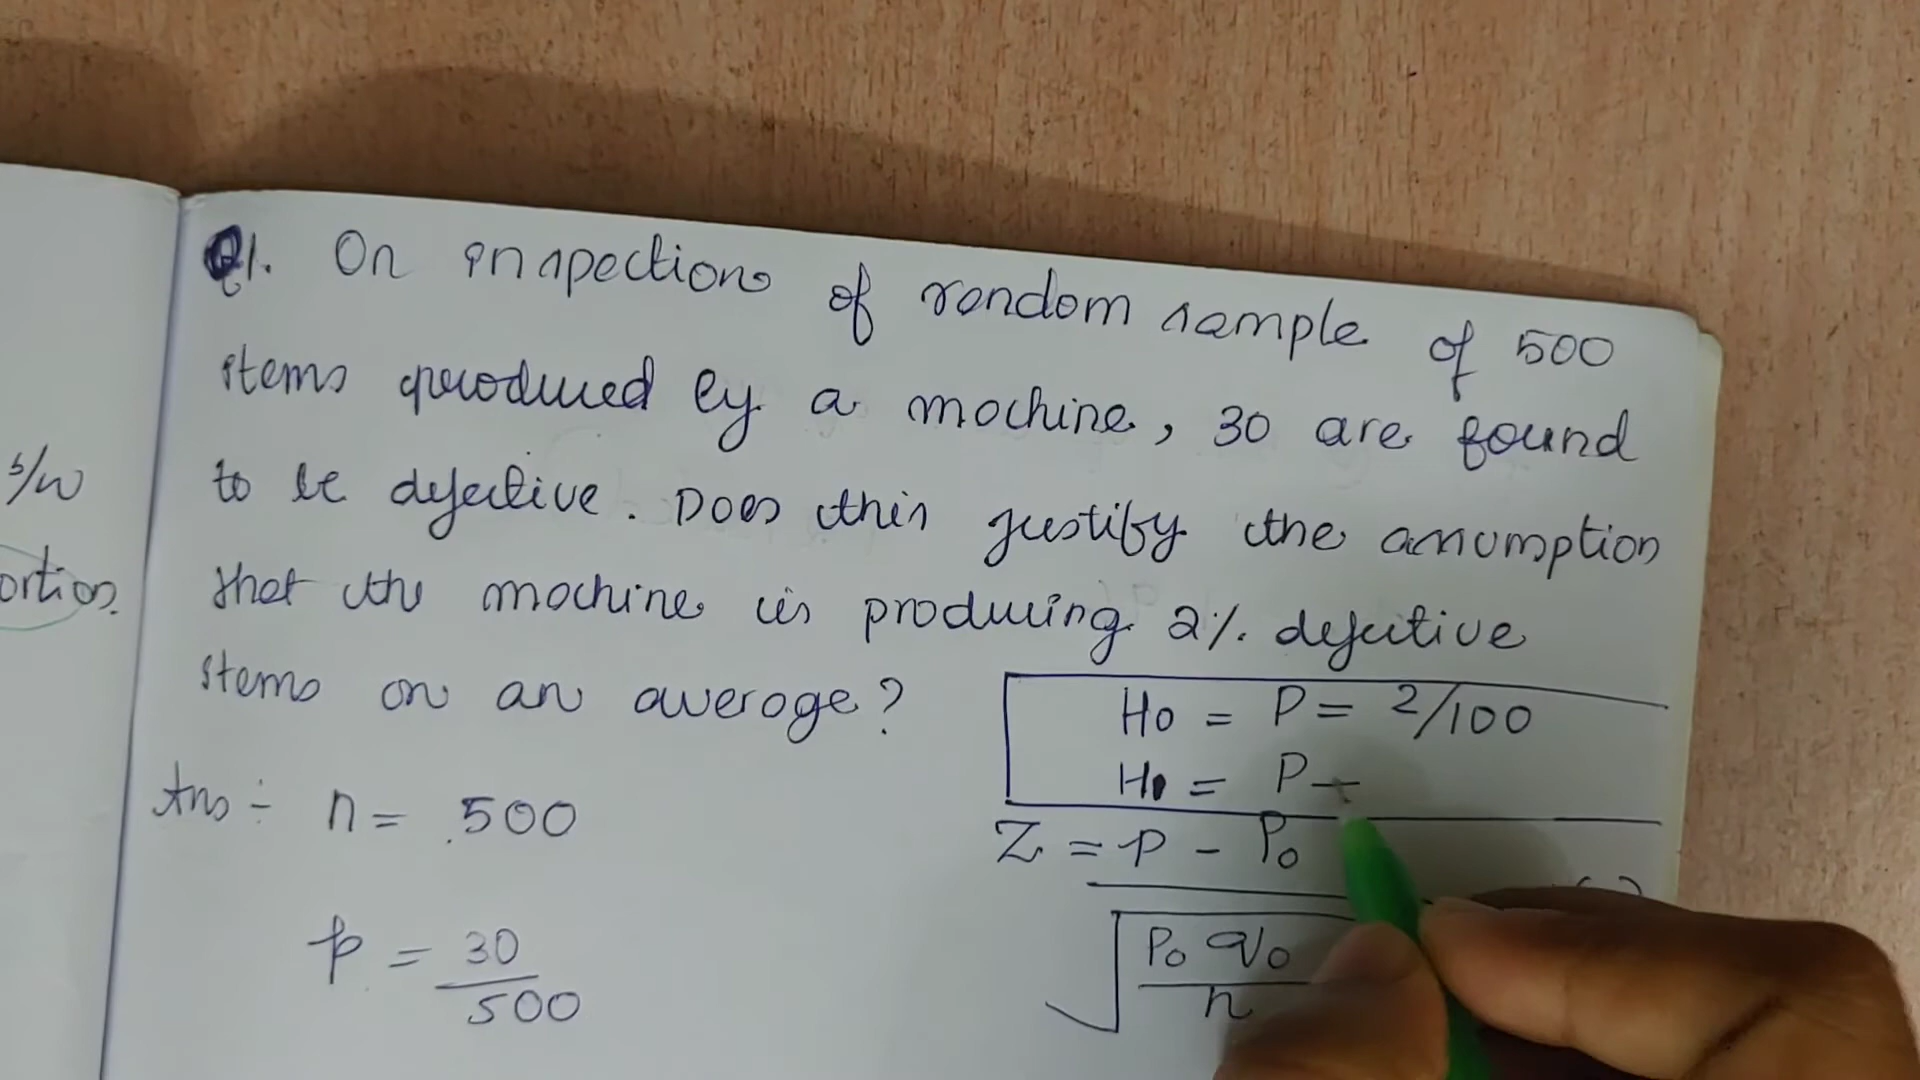 s/w
ortion.
Q1. On inspection of random sample of 500
items produced by a machine, 30 are found
to be defective. Does this justify the assumption
that the machine is producing 2% defective
items on an average?
H0 = P = 2/100
H1 = P
Ans ÷ n = 500
Z = p - P0
P0 q0
n
p = 30
500